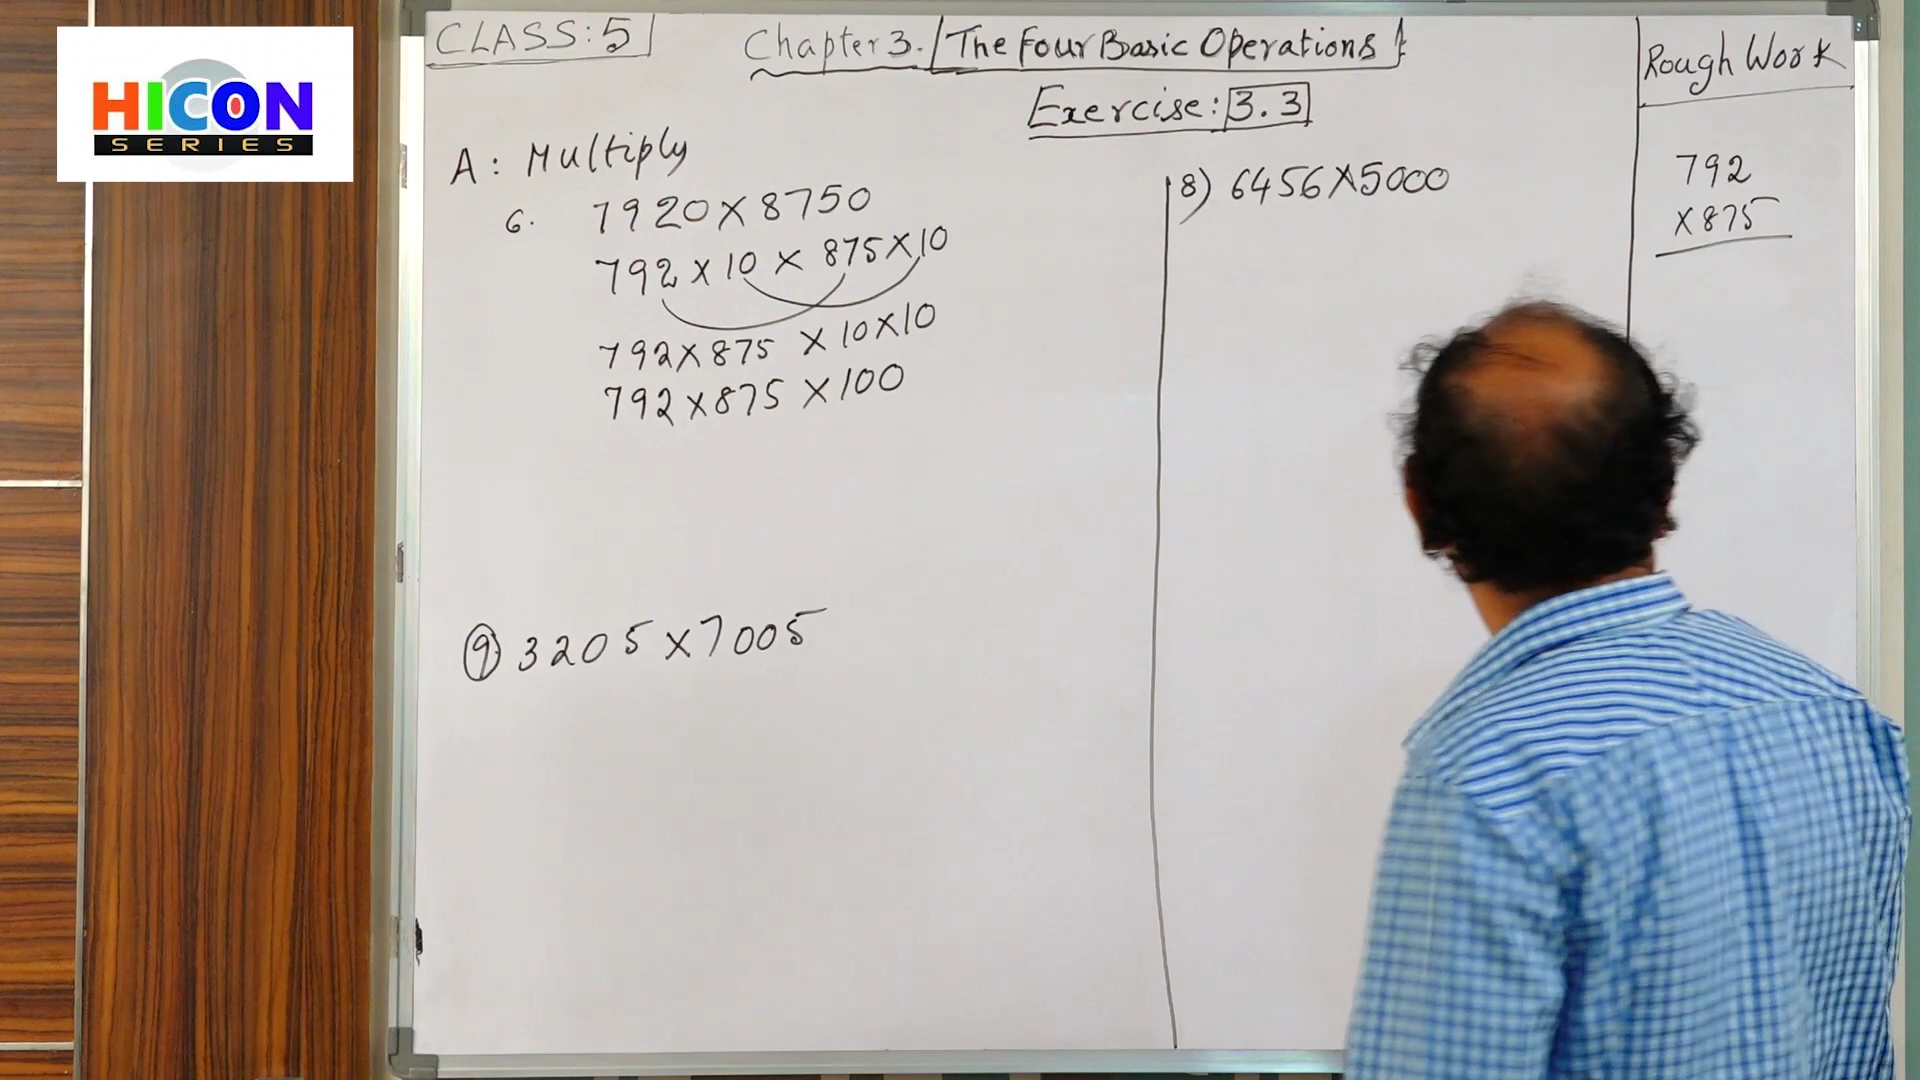 HICON
SERIES
CLASS: 5
Chapter 3. The Four Basic Operations
Exercise: 3.3
A: Multiply
6. 7920 X 8750
792 X 10 X 875 X 10
792 X 875 X 10 X 10
792 X 875 X 100
9 3205 X 7005
8) 6456 X 5000
Rough Work
792
X 875